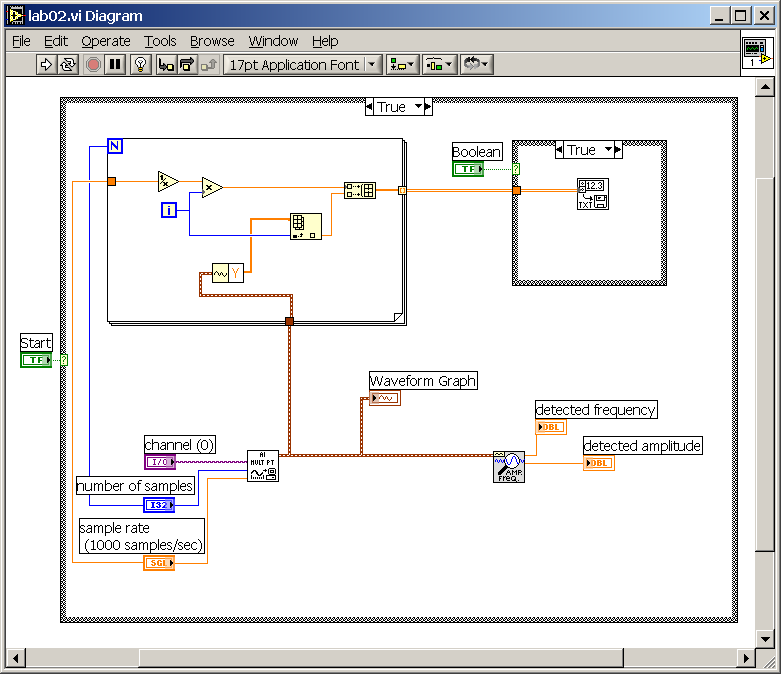 lab02.vi Diagram
File Edit Operate Tools Browse Window Help
17pt Application Font
1
True
N
Boolean
True
TF
?
1/x
x
12.3
TXT
i
Y
Start
TF
?
Waveform Graph
detected frequency
DBL
channel (0)
AI
MULT PT
detected amplitude
I/O
DBL
AMP
FREQ.
number of samples
I32
sample rate
(1000 samples/sec)
SGL